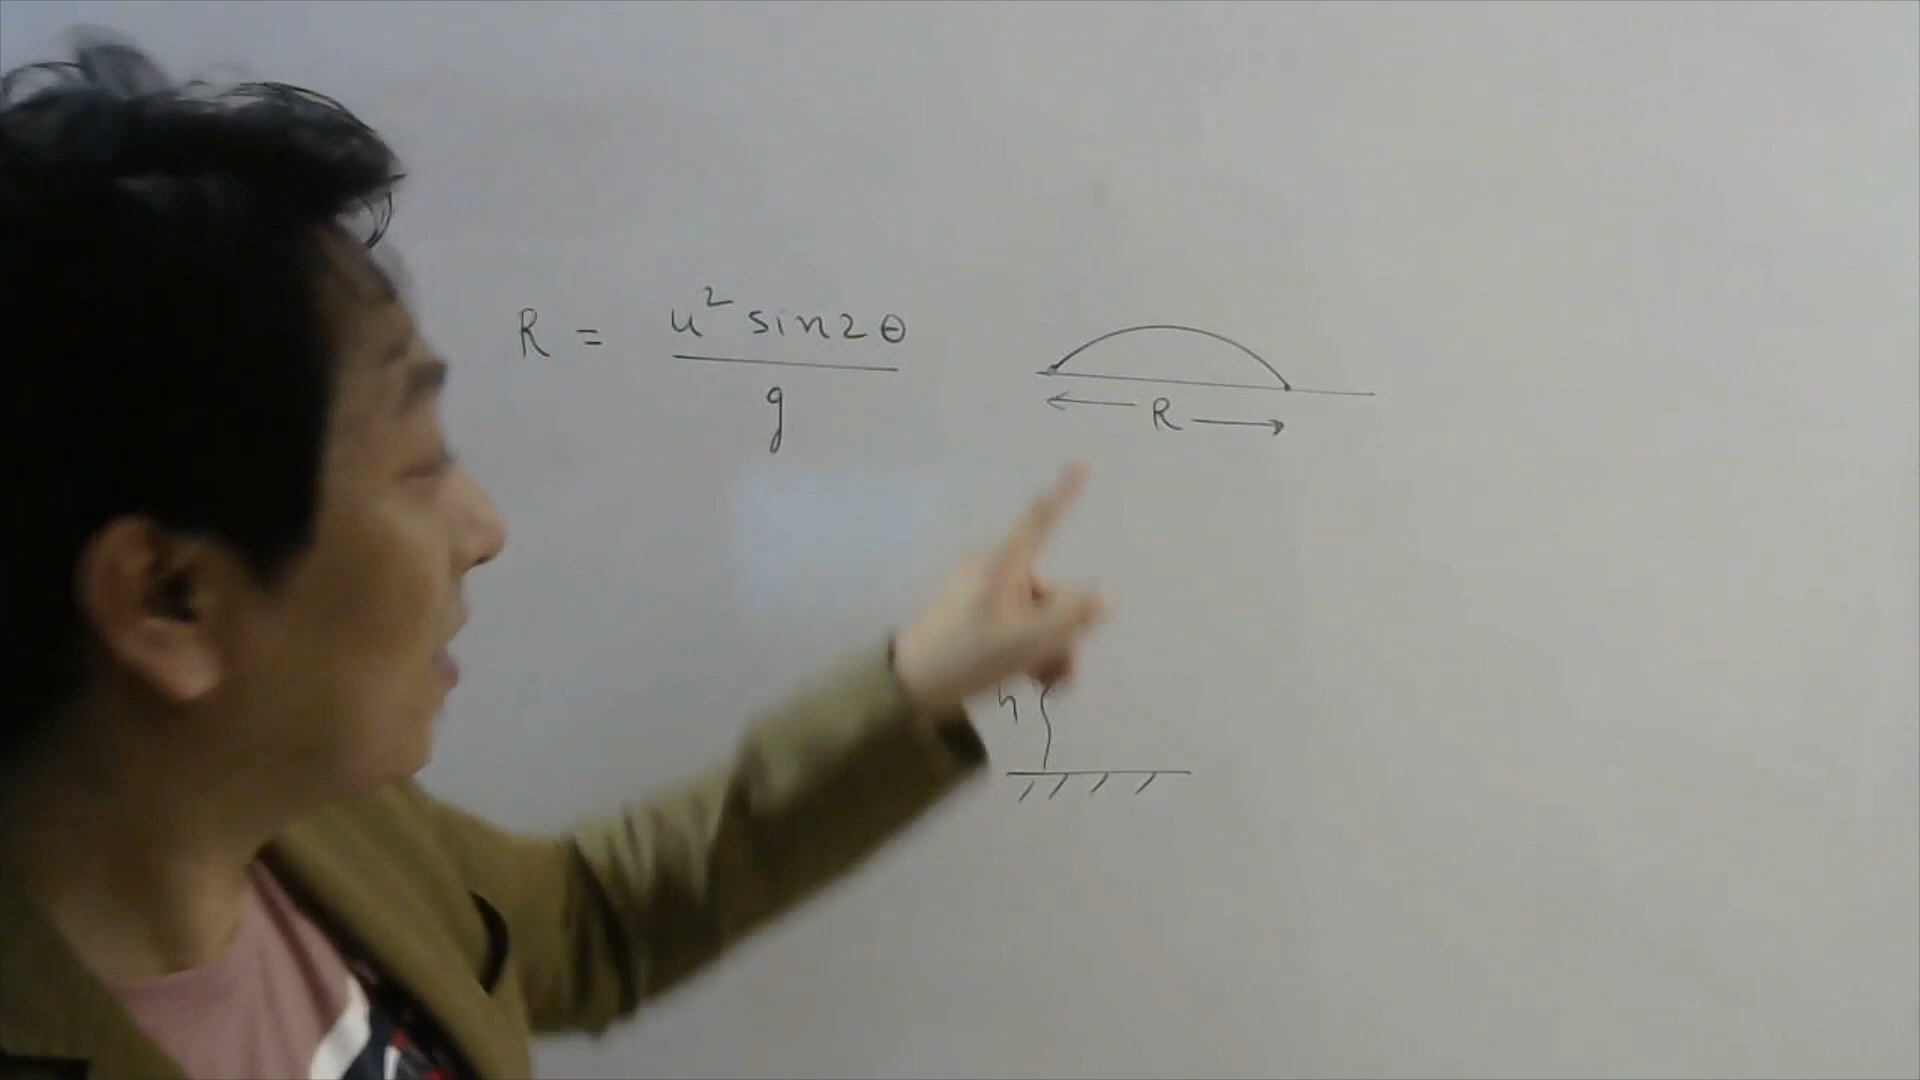 R = u² sin2θ / g
R
h